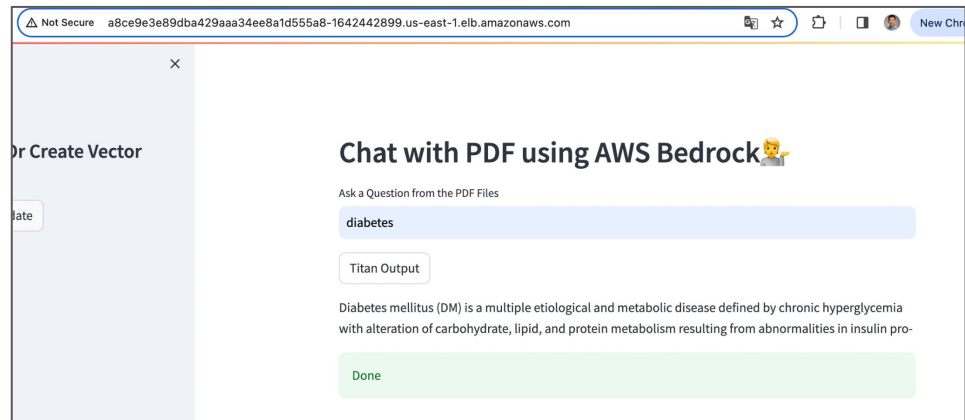 Not Secure a8ce9e3e89dba429aaa34ee8a1d555a8-1642442899.us-east-1.elb.amazonaws.com
New Chr
Or Create Vector
date
Chat with PDF using AWS Bedrock💁
Ask a Question from the PDF Files
diabetes
Titan Output
Diabetes mellitus (DM) is a multiple etiological and metabolic disease defined by chronic hyperglycemia
with alteration of carbohydrate, lipid, and protein metabolism resulting from abnormalities in insulin pro-
Done